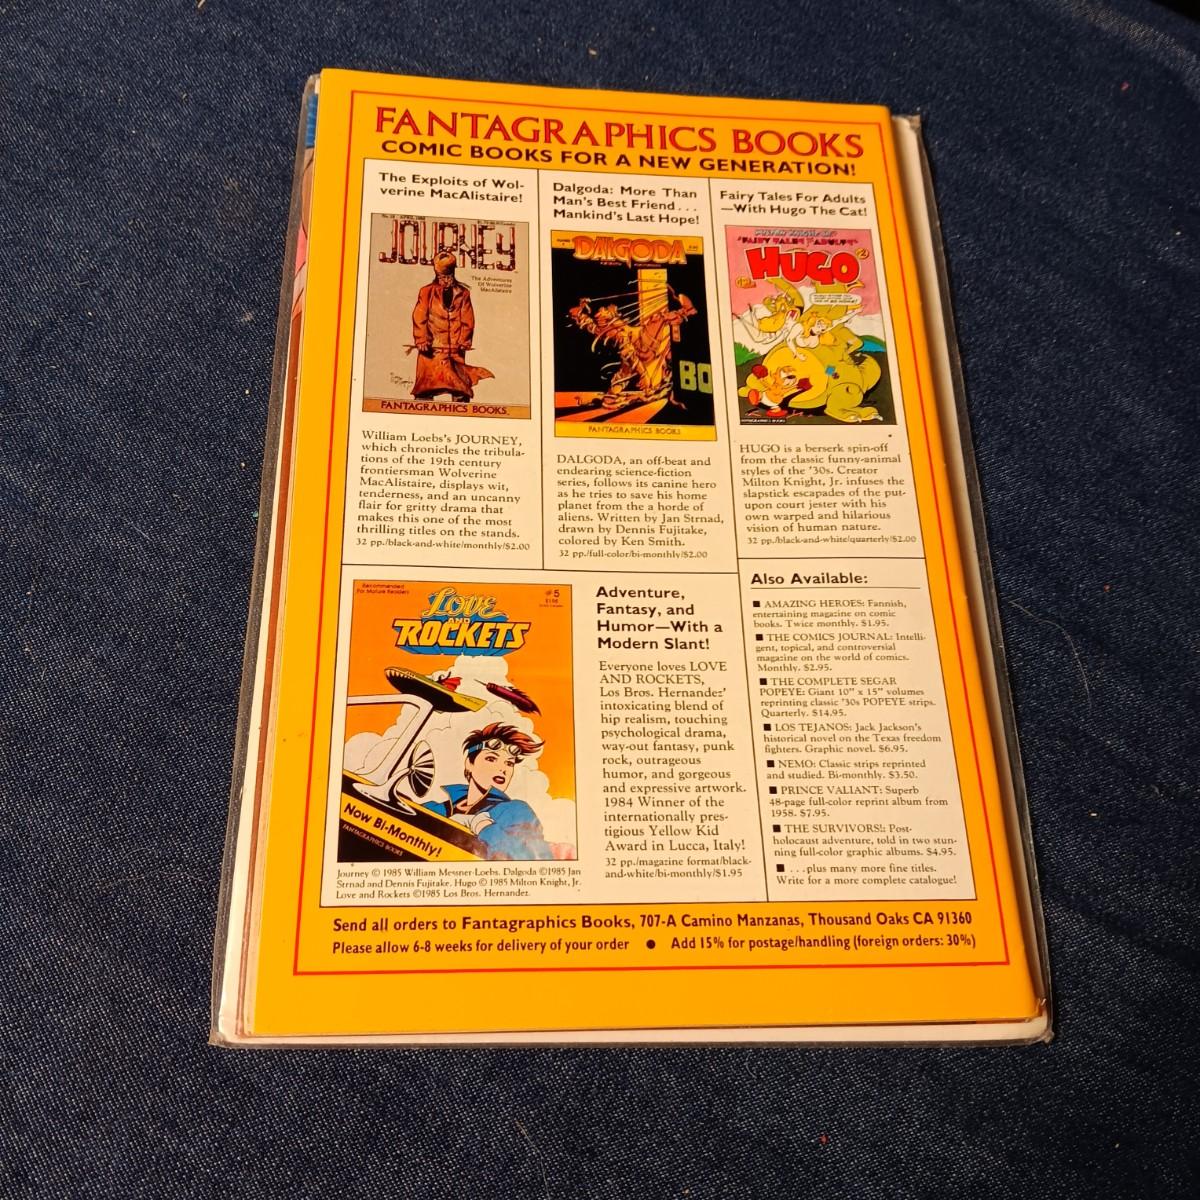 FANTAGRAPHICS BOOKS
COMIC BOOKS FOR A NEW GENERATION!
The Exploits of Wol-
verine MacAlistaire!
JOURNEY
The Adventures
Of Wolverine
MacAlistaire
FANTAGRAPHICS BOOKS
William Loebs's JOURNEY,
which chronicles the tribula-
tions of the 19th century
frontiersman Wolverine
MacAlistaire, displays wit,
tenderness, and an uncanny
flair for gritty drama that
makes this one of the most
thrilling titles on the stands.
32 pp./black-and-white/monthly/$2.00
Dalgoda: More Than
Man's Best Friend . . .
Mankind's Last Hope!
DALGODA
BO
FANTAGRAPHICS BOOKS
DALGODA, an off-beat and
endearing science-fiction
series, follows its canine hero
as he tries to save his home
planet from the a horde of
aliens. Written by Jan Strnad,
drawn by Dennis Fujitake,
colored by Ken Smith.
32 pp./full-color/bi-monthly/$2.00
Fairy Tales For Adults
—With Hugo The Cat!
HUGO
HUGO is a berserk spin-off
from the classic funny-animal
styles of the '30s. Creator
Milton Knight, Jr. infuses the
slapstick escapades of the put-
upon court jester with his
own warped and hilarious
vision of human nature.
32 pp./black-and-white/quarterly/$2.00
Recommended
For Mature Readers
#5
LOVE
AND
ROCKETS
Now Bi-Monthly!
FANTAGRAPHICS BOOKS
Adventure,
Fantasy, and
Humor—With a
Modern Slant!
Everyone loves LOVE
AND ROCKETS,
Los Bros. Hernandez'
intoxicating blend of
hip realism, touching
psychological drama,
way-out fantasy, punk
rock, outrageous
humor, and gorgeous
and expressive artwork.
1984 Winner of the
internationally pres-
tigious Yellow Kid
Award in Lucca, Italy!
32 pp./magazine format/black-
and-white/bi-monthly/$1.95
Also Available:
■ AMAZING HEROES: Fannish,
entertaining magazine on comic
books. Twice monthly. $1.95.
■ THE COMICS JOURNAL: Intelli-
gent, topical, and controversial
magazine on the world of comics.
Monthly. $2.95.
■ THE COMPLETE SEGAR
POPEYE: Giant 10" x 15" volumes
reprinting classic '30s POPEYE strips.
Quarterly. $14.95.
■ LOS TEJANOS: Jack Jackson's
historical novel on the Texas freedom
fighters. Graphic novel. $6.95.
■ NEMO: Classic strips reprinted
and studied. Bi-monthly. $3.50.
■ PRINCE VALIANT: Superb
48-page full-color reprint album from
1958. $7.95.
■ THE SURVIVORS!: Post-
holocaust adventure, told in two stun-
ning full-color graphic albums. $4.95.
■ . . .plus many more fine titles.
Write for a more complete catalogue!
Journey © 1985 William Messner-Loebs. Dalgoda ©1985 Jan
Strnad and Dennis Fujitake. Hugo © 1985 Milton Knight, Jr.
Love and Rockets ©1985 Los Bros. Hernandez.
Send all orders to Fantagraphics Books, 707-A Camino Manzanas, Thousand Oaks CA 91360
Please allow 6-8 weeks for delivery of your order ● Add 15% for postage/handling (foreign orders: 30%)